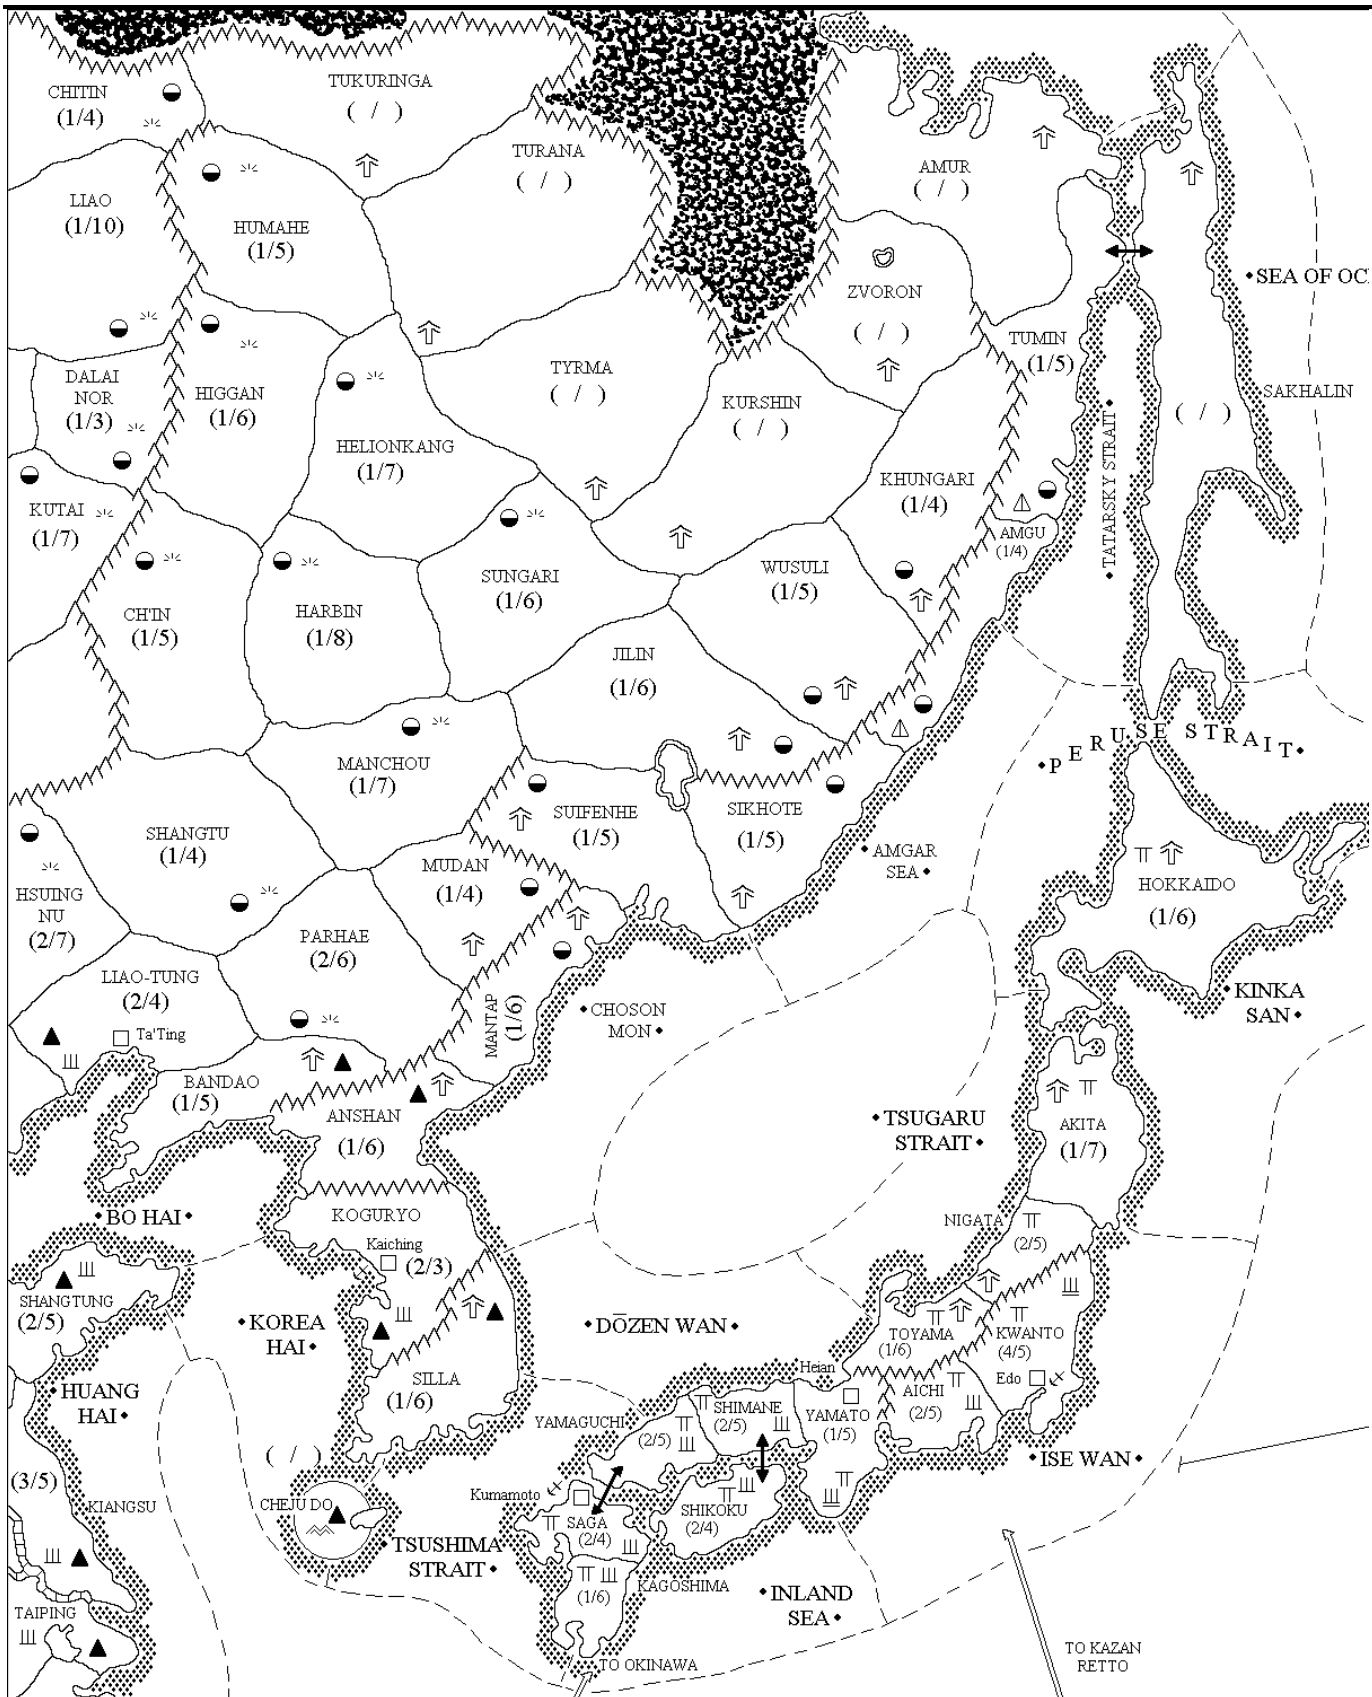 CHITIN
(1/4)
TUKURINGA
( / )
TURANA
( / )
AMUR
( / )
LIAO
(1/10)
HUMAHE
(1/5)
ZVORON
( / )
SEA OF OC
TUMIN
(1/5)
DALAI
NOR
(1/3)
HIGGAN
(1/6)
TYRMA
( / )
KURSHIN
( / )
SAKHALIN
( / )
HELIONKANG
(1/7)
KHUNGARI
(1/4)
TATARSKY STRAIT
KUTAI
(1/7)
AMGU
(1/4)
SUNGARI
(1/6)
WUSULI
(1/5)
CH'IN
(1/5)
HARBIN
(1/8)
JILIN
(1/6)
PERUSE STRAIT
MANCHOU
(1/7)
SUIFENHE
(1/5)
SIKHOTE
(1/5)
SHANGTU
(1/4)
AMGAR
SEA
MUDAN
(1/4)
HOKKAIDO
(1/6)
HSUING
NU
(2/7)
PARHAE
(2/6)
LIAO-TUNG
(2/4)
Ta'Ting
MANTAP
(1/6)
CHOSON
MON
KINKA
SAN
BANDAO
(1/5)
ANSHAN
(1/6)
TSUGARU
STRAIT
AKITA
(1/7)
BO HAI
KOGURYO
Kaiching
(2/3)
NIGATA
(2/5)
SHANGTUNG
(2/5)
KOREA
HAI
DŌZEN WAN
TOYAMA
(1/6)
KWANTO
(4/5)
Edo
HUANG
HAI
SILLA
(1/6)
Heian
AICHI
(2/5)
YAMAGUCHI
(2/5)
SHIMANE
(2/5)
YAMATO
(1/5)
( / )
ISE WAN
(3/5)
KIANGSU
CHEJU DO
Kumamoto
SAGA
(2/4)
SHIKOKU
(2/4)
TSUSHIMA
STRAIT
KAGOSHIMA
(1/6)
INLAND
SEA
TAIPING
TO OKINAWA
TO KAZAN
RETTO